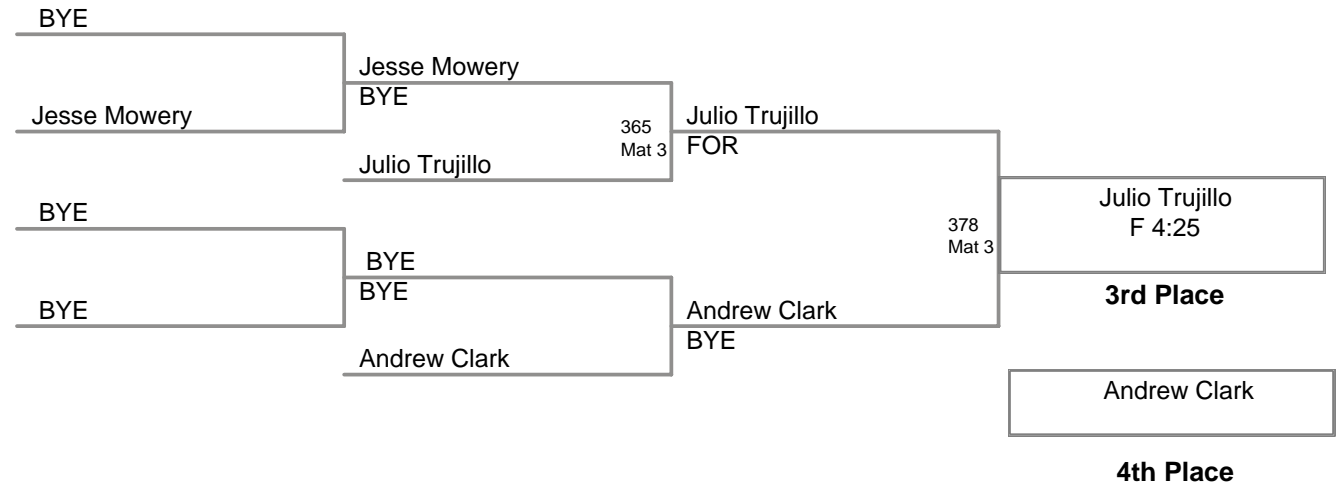 BYE
Jesse Mowery
BYE
Jesse Mowery
365
Mat 3
Julio Trujillo
FOR
Julio Trujillo
BYE
BYE
BYE
BYE
Andrew Clark
Andrew Clark
BYE
378
Mat 3
Julio Trujillo
F 4:25
3rd Place
Andrew Clark
4th Place